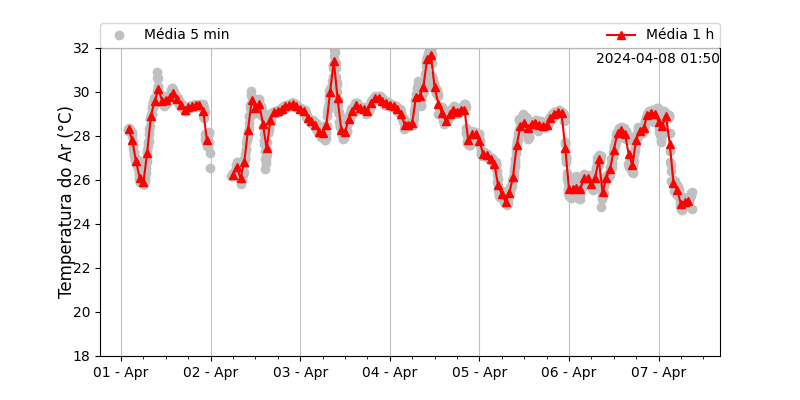 Média 5 min
Média 1 h
2024-04-08 01:50
Temperatura do Ar (°C)
32
30
28
26
24
22
20
18
01 - Apr
02 - Apr
03 - Apr
04 - Apr
05 - Apr
06 - Apr
07 - Apr